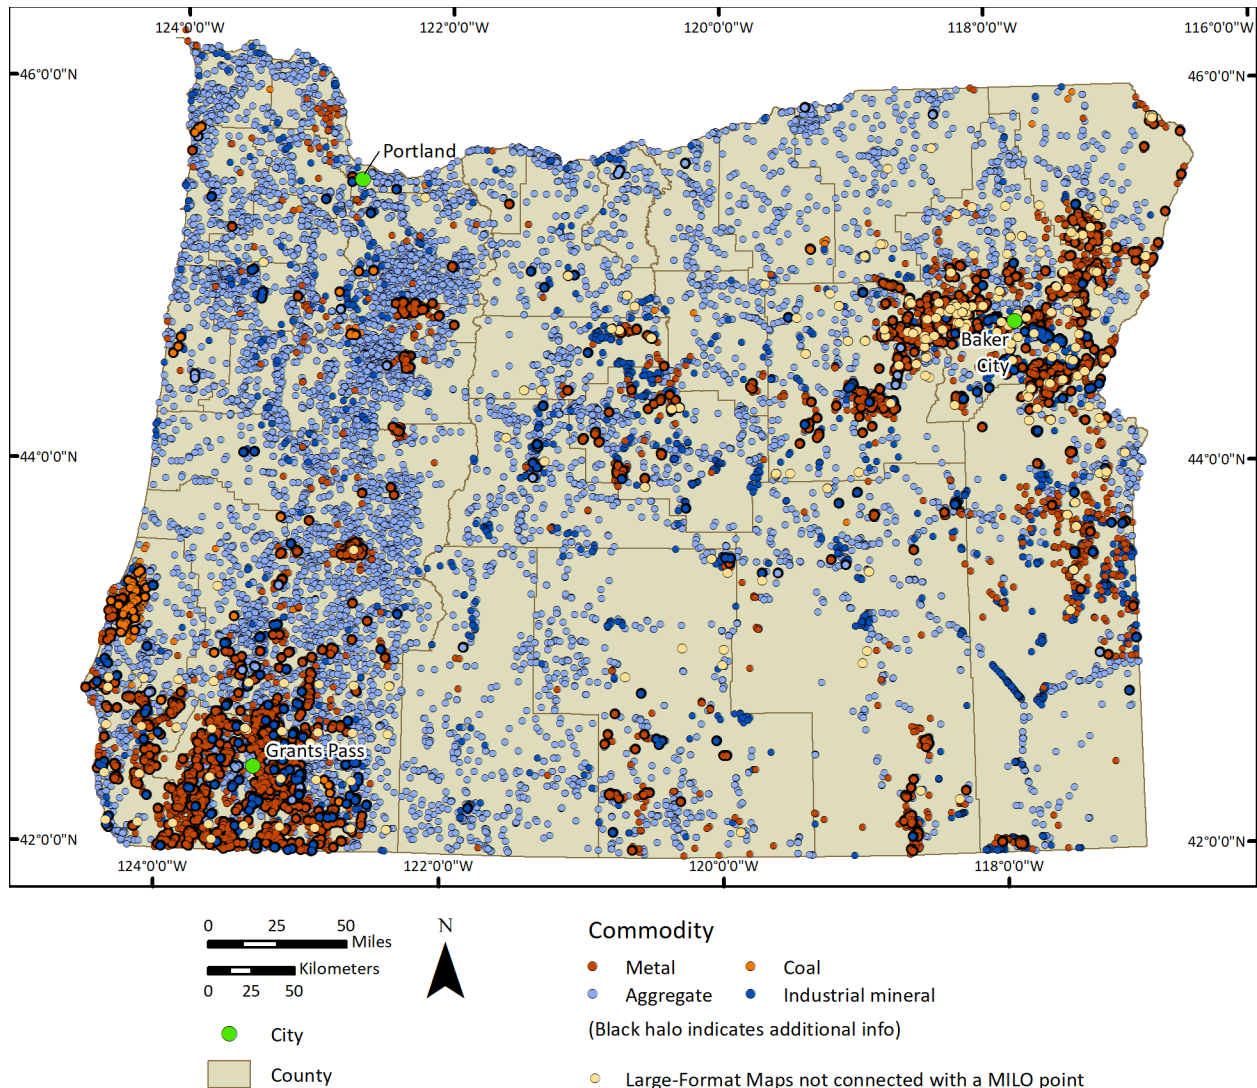 124°0'0"W 122°0'0"W 120°0'0"W 118°0'0"W 116°0'0"W
46°0'0"N 46°0'0"N
Portland
Baker
City
44°0'0"N 44°0'0"N
Grants Pass
42°0'0"N 42°0'0"N
124°0'0"W 122°0'0"W 120°0'0"W 118°0'0"W
0 25 50
Miles
Kilometers
0 25 50
N
City
County
Commodity
Metal Coal
Aggregate Industrial mineral
(Black halo indicates additional info)
Large-Format Maps not connected with a MILO point